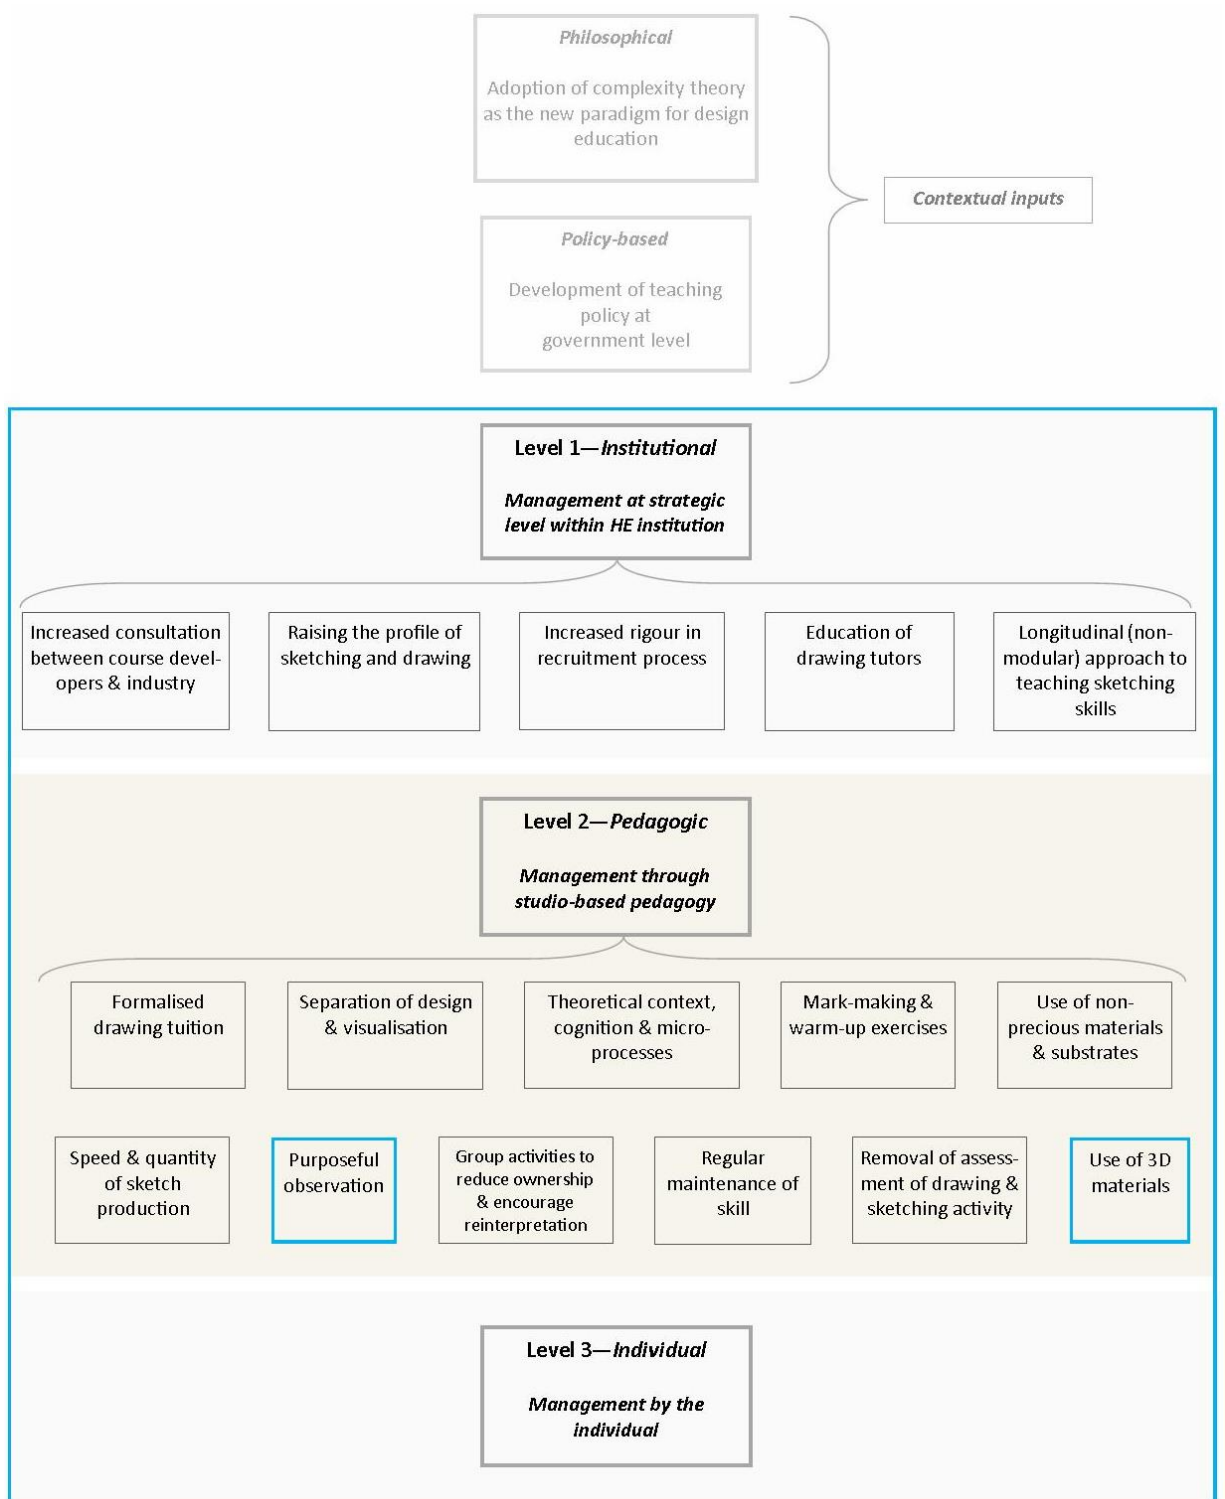 Philosophical
Adoption of complexity theory
as the new paradigm for design
education
Contextual inputs
Policy-based
Development of teaching
policy at
government level
Level 1—Institutional
Management at strategic
level within HE institution
Increased consultation
between course devel-
opers & industry
Raising the profile of
sketching and drawing
Increased rigour in
recruitment process
Education of
drawing tutors
Longitudinal (non-
modular) approach to
teaching sketching
skills
Level 2—Pedagogic
Management through
studio-based pedagogy
Formalised
drawing tuition
Separation of design
& visualisation
Theoretical context,
cognition & micro-
processes
Mark-making &
warm-up exercises
Use of non-
precious materials
& substrates
Speed & quantity
of sketch
production
Purposeful
observation
Group activities to
reduce ownership
& encourage
reinterpretation
Regular
maintenance of
skill
Removal of assess-
ment of drawing &
sketching activity
Use of 3D
materials
Level 3—Individual
Management by the
individual